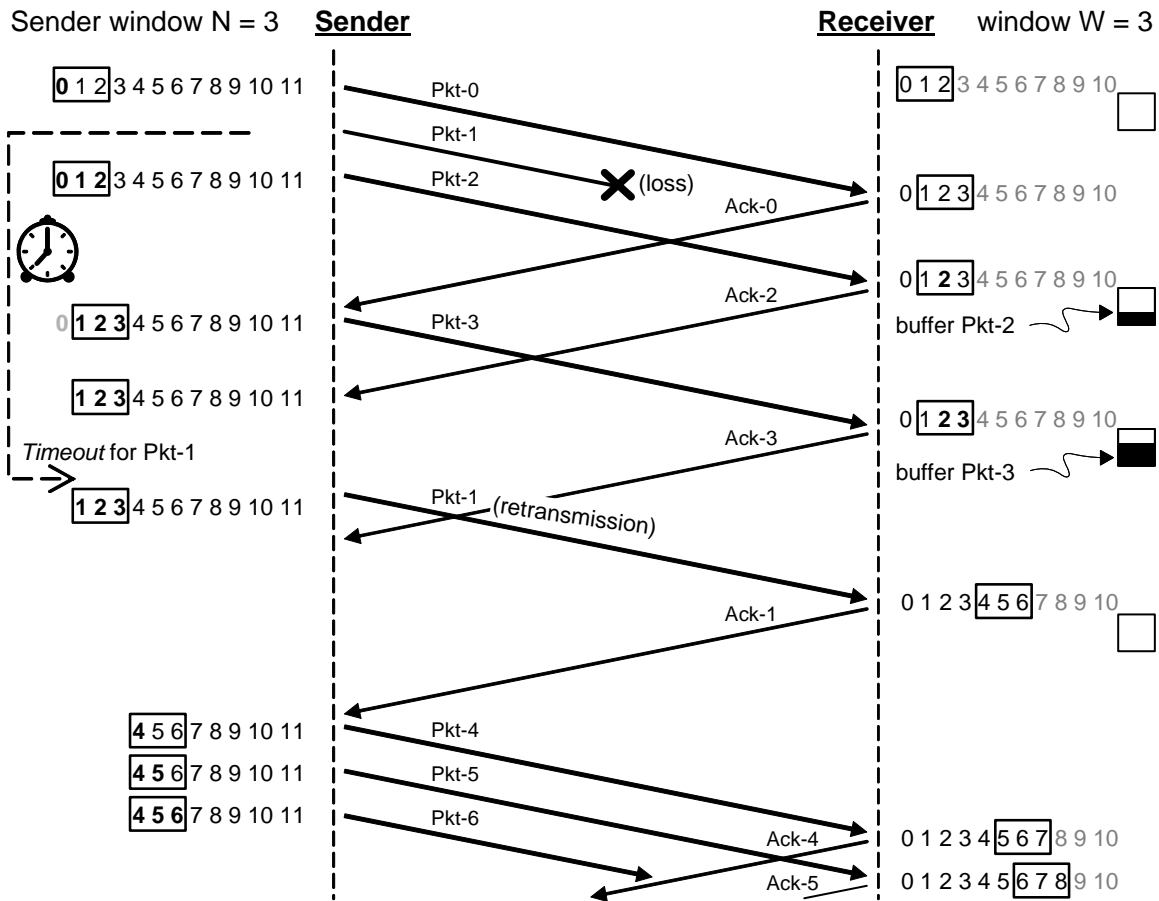 Sender window N = 3 Sender Receiver window W = 3
0 1 2 3 4 5 6 7 8 9 10 11 Pkt-0 0 1 2 3 4 5 6 7 8 9 10
Pkt-1
0 1 2 3 4 5 6 7 8 9 10 11 Pkt-2 (loss) 0 1 2 3 4 5 6 7 8 9 10
Ack-0
0 1 2 3 4 5 6 7 8 9 10
Ack-2
0 1 2 3 4 5 6 7 8 9 10 11 Pkt-3 buffer Pkt-2
1 2 3 4 5 6 7 8 9 10 11
0 1 2 3 4 5 6 7 8 9 10
Timeout for Pkt-1 Ack-3
buffer Pkt-3
1 2 3 4 5 6 7 8 9 10 11 Pkt-1 (retransmission)
0 1 2 3 4 5 6 7 8 9 10
Ack-1
4 5 6 7 8 9 10 11 Pkt-4
4 5 6 7 8 9 10 11 Pkt-5
4 5 6 7 8 9 10 11 Pkt-6
Ack-4 0 1 2 3 4 5 6 7 8 9 10
Ack-5 0 1 2 3 4 5 6 7 8 9 10